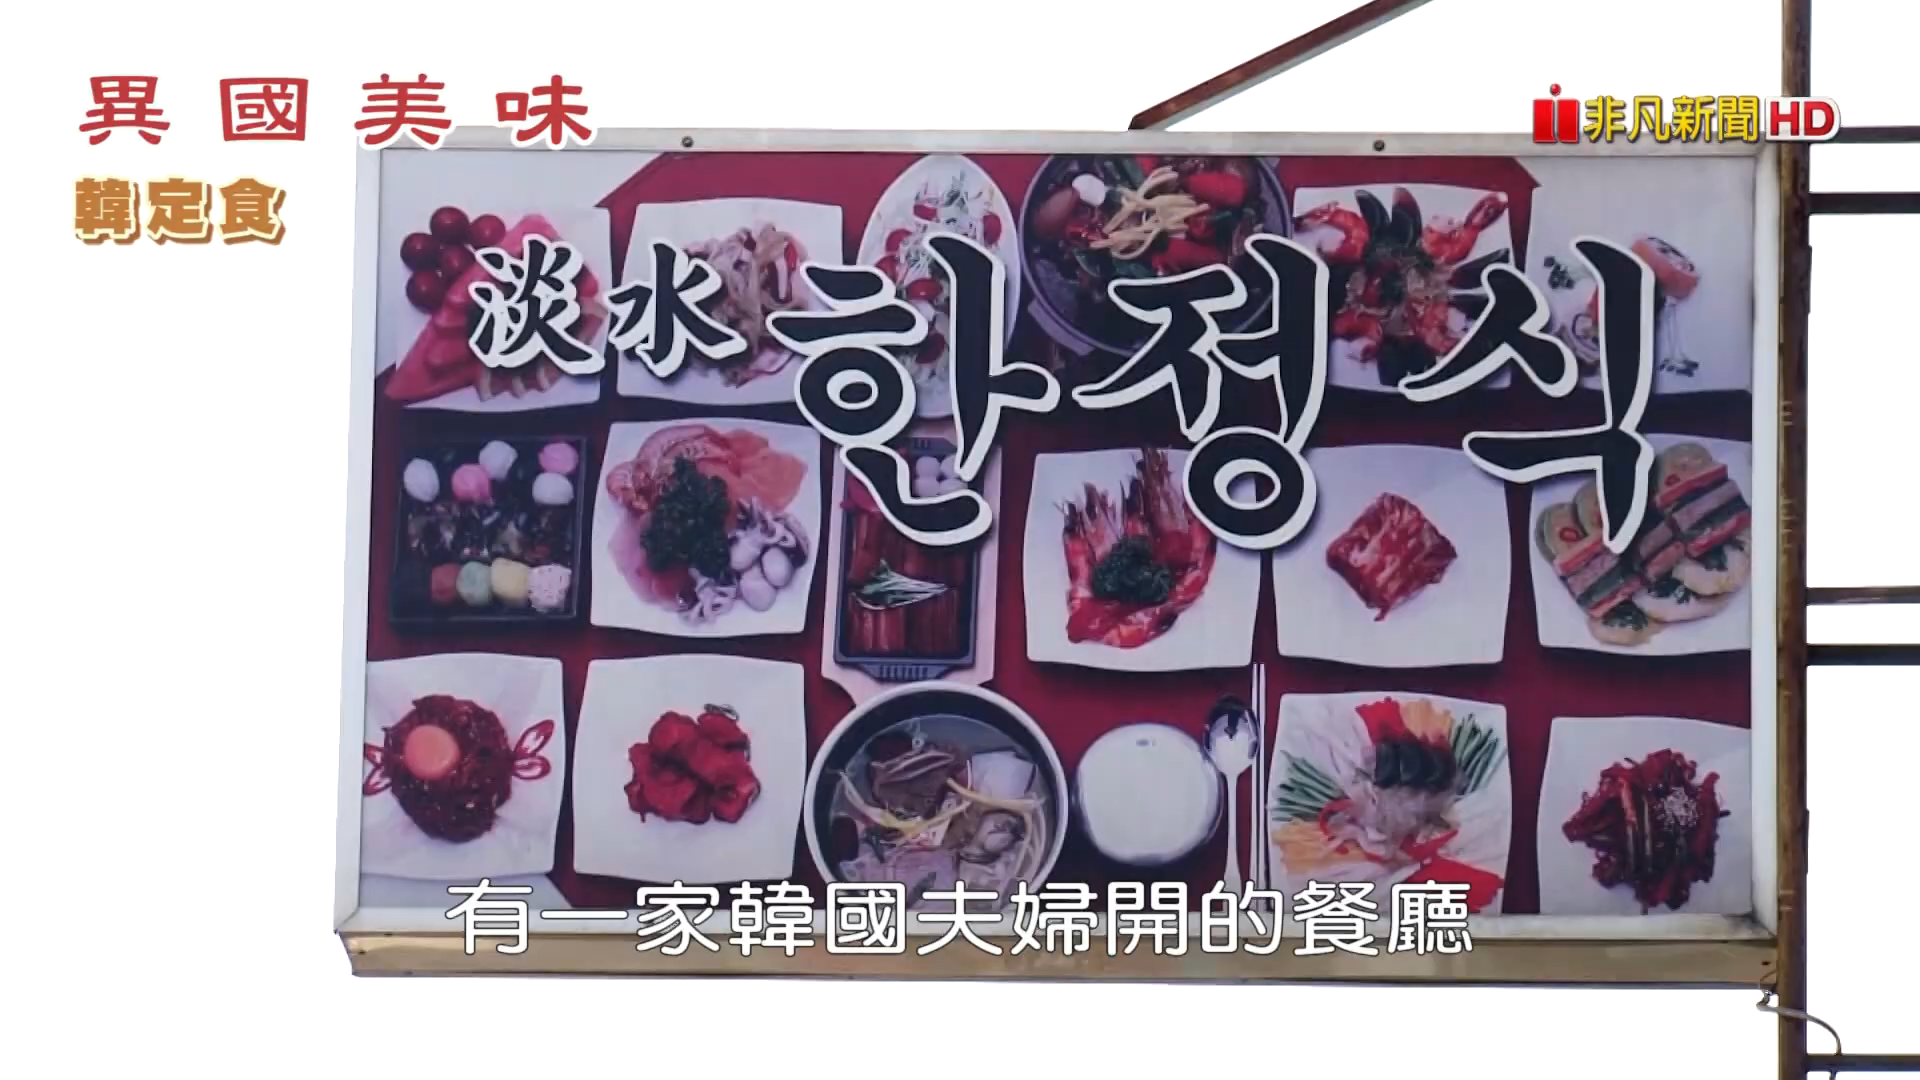 異國美味
非凡新聞HD
韓定食
淡水 한정식
有一家韓國夫婦開的餐廳